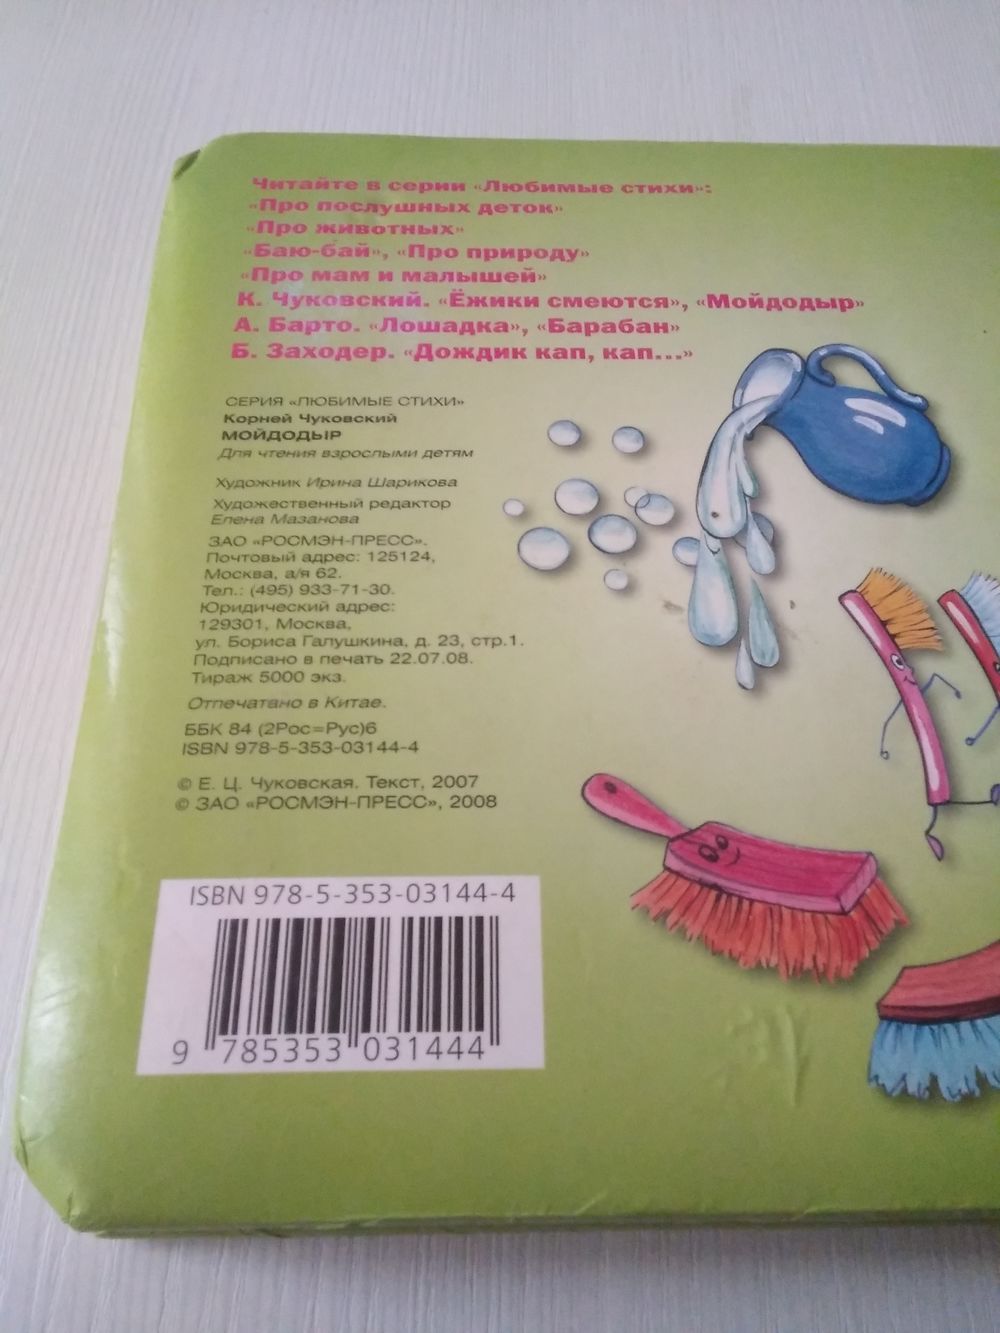 Читайте в серии «Любимые стихи»:
«Про послушных деток»
«Про животных»
«Баю-бай», «Про природу»
«Про мам и малышей»
К. Чуковский. «Ёжики смеются», «Мойдодыр»
А. Барто. «Лошадка», «Барабан»
Б. Заходер. «Дождик кап, кап...»
СЕРИЯ «ЛЮБИМЫЕ СТИХИ»
Корней Чуковский
МОЙДОДЫР
Для чтения взрослыми детям
Художник Ирина Шарикова
Художественный редактор
Елена Мазанова
ЗАО «РОСМЭН-ПРЕСС».
Почтовый адрес: 125124,
Москва, а/я 62.
Тел.: (495) 933-71-30.
Юридический адрес:
129301, Москва,
ул. Бориса Галушкина, д. 23, стр.1.
Подписано в печать 22.07.08.
Тираж 5000 экз.
Отпечатано в Китае.
ББК 84 (2Рос=Рус)6
ISBN 978-5-353-03144-4
© Е. Ц. Чуковская. Текст, 2007
© ЗАО «РОСМЭН-ПРЕСС», 2008
ISBN 978-5-353-03144-4
9 785353 031444